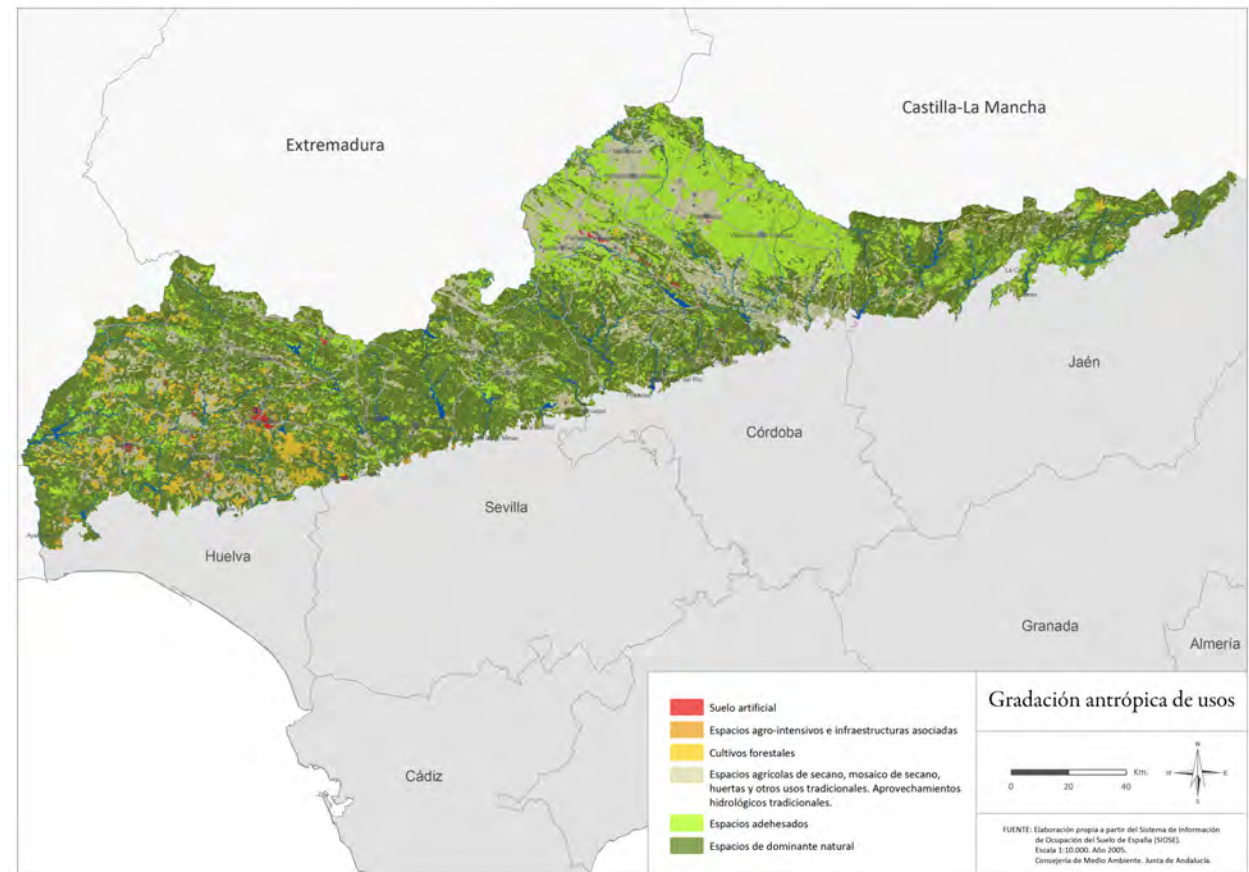 Extremadura
Castilla-La Mancha
Jaén
Córdoba
Sevilla
Huelva
Granada
Almería
Cádiz
Suelo artificial
Espacios agro-intensivos e infraestructuras asociadas
Cultivos forestales
Espacios agrícolas de secano, mosaico de secano,
huertas y otros usos tradicionales. Aprovechamientos
hidrológicos tradicionales.
Espacios adehesados
Espacios de dominante natural
Gradación antrópica de usos
N
W
E
S
Km.
0 20 40
FUENTE: Elaboración propia a partir del Sistema de Información
de Ocupación del Suelo de España (SIOSE).
Escala 1:10.000. Año 2005.
Consejería de Medio Ambiente. Junta de Andalucía.